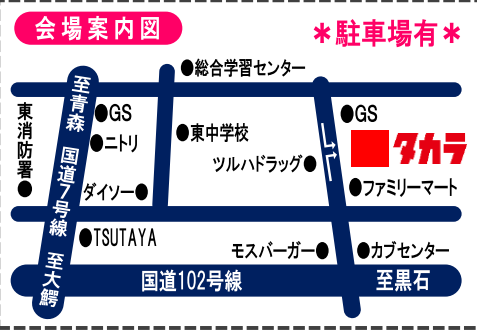 会場案内図
＊駐車場有＊
●総合学習センター
至青森 国道7号線 至大鰐
東消防署●
●GS
●ニトリ
ダイソー●
●東中学校
ツルハドラッグ●
●GS
タカラ
●ファミリーマート
●TSUTAYA
モスバーガー●
●カブセンター
国道102号線
至黒石